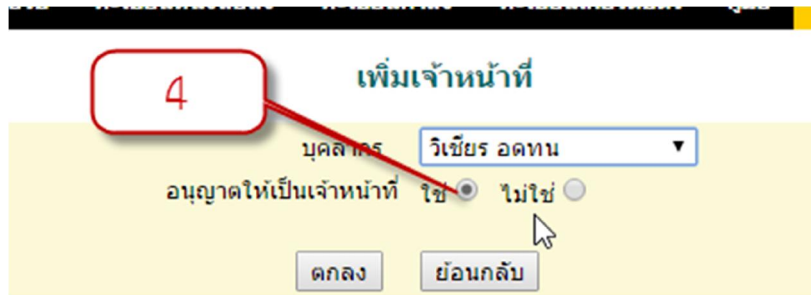 เพิ่มเจ้าหน้าที่
4
บุคลากร วิเชียร อดทน
อนุญาตให้เป็นเจ้าหน้าที่ ใช่ ไม่ใช่
ตกลง ย้อนกลับ